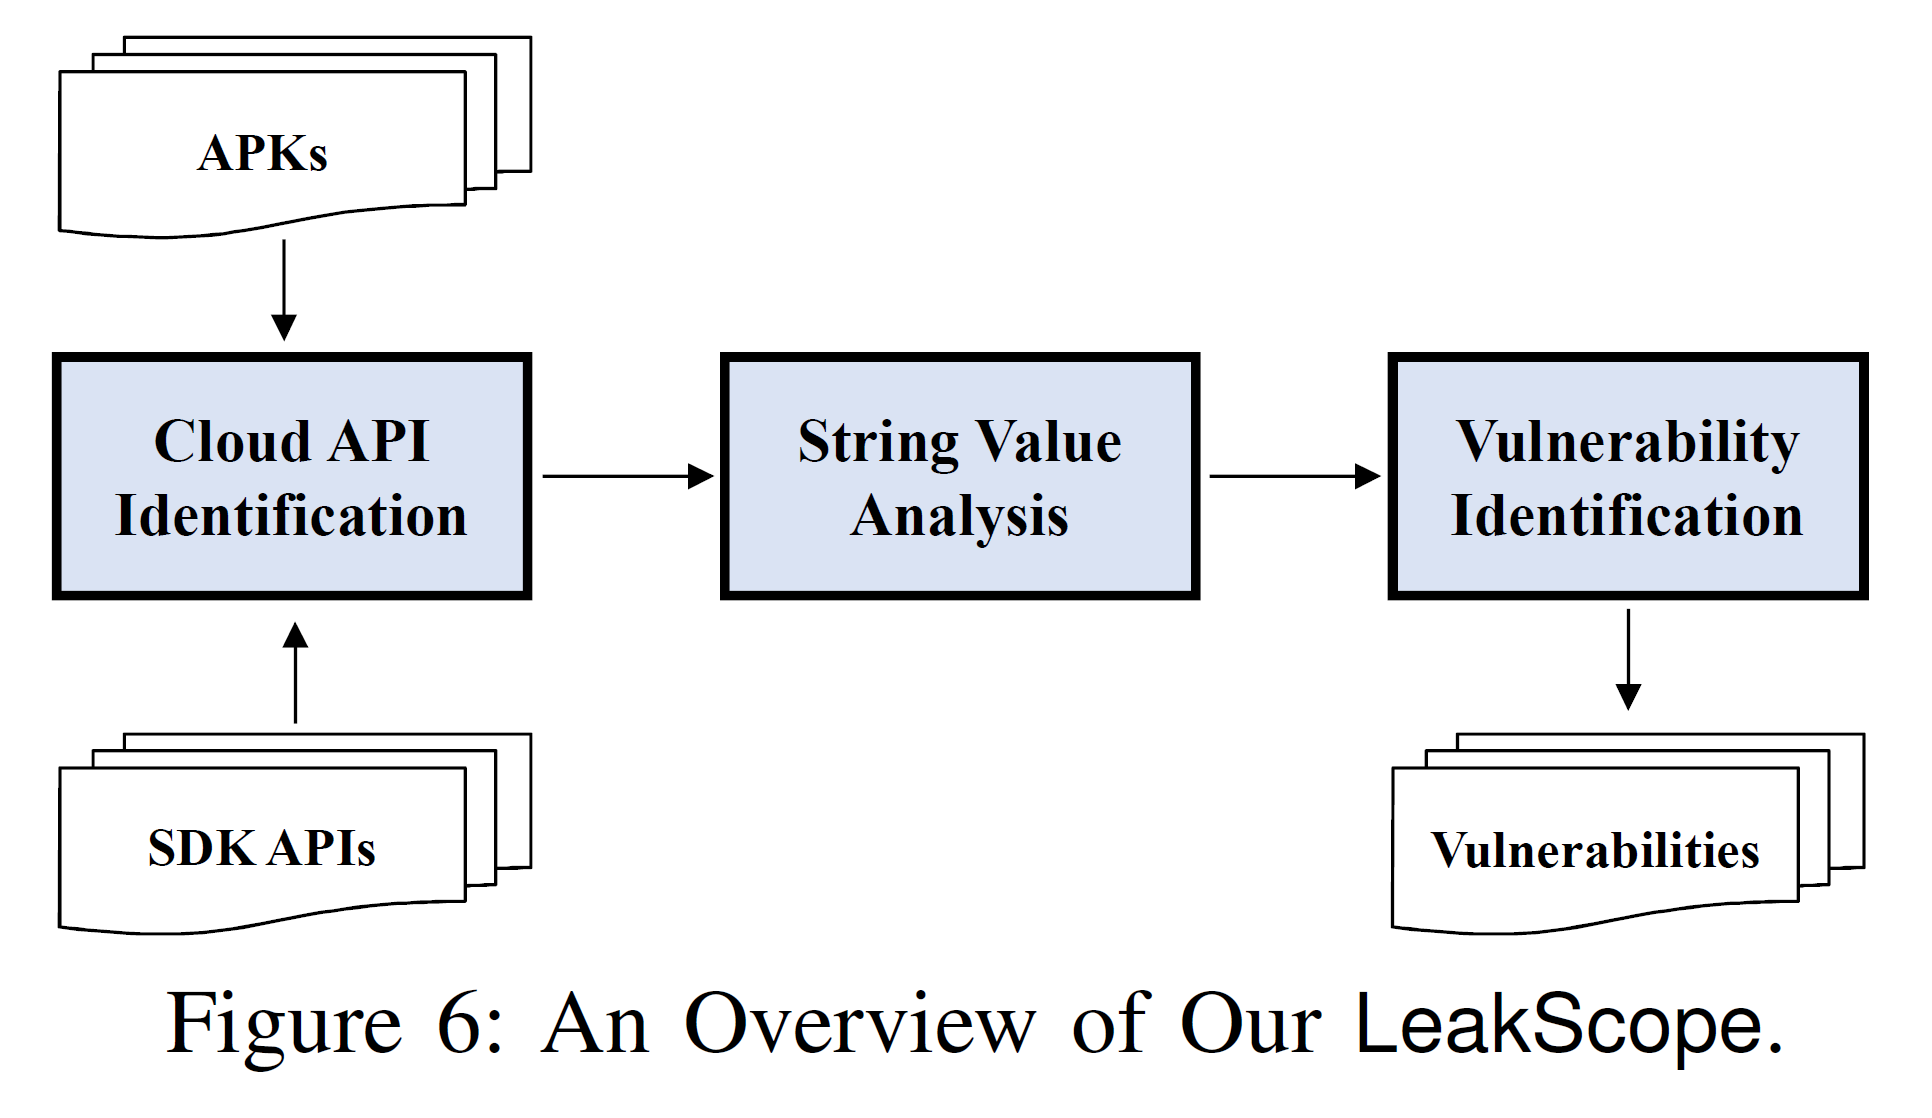 APKs
Cloud API
Identification
String Value
Analysis
Vulnerability
Identification
SDK APIs
Vulnerabilities
Figure 6: An Overview of Our LeakScope.